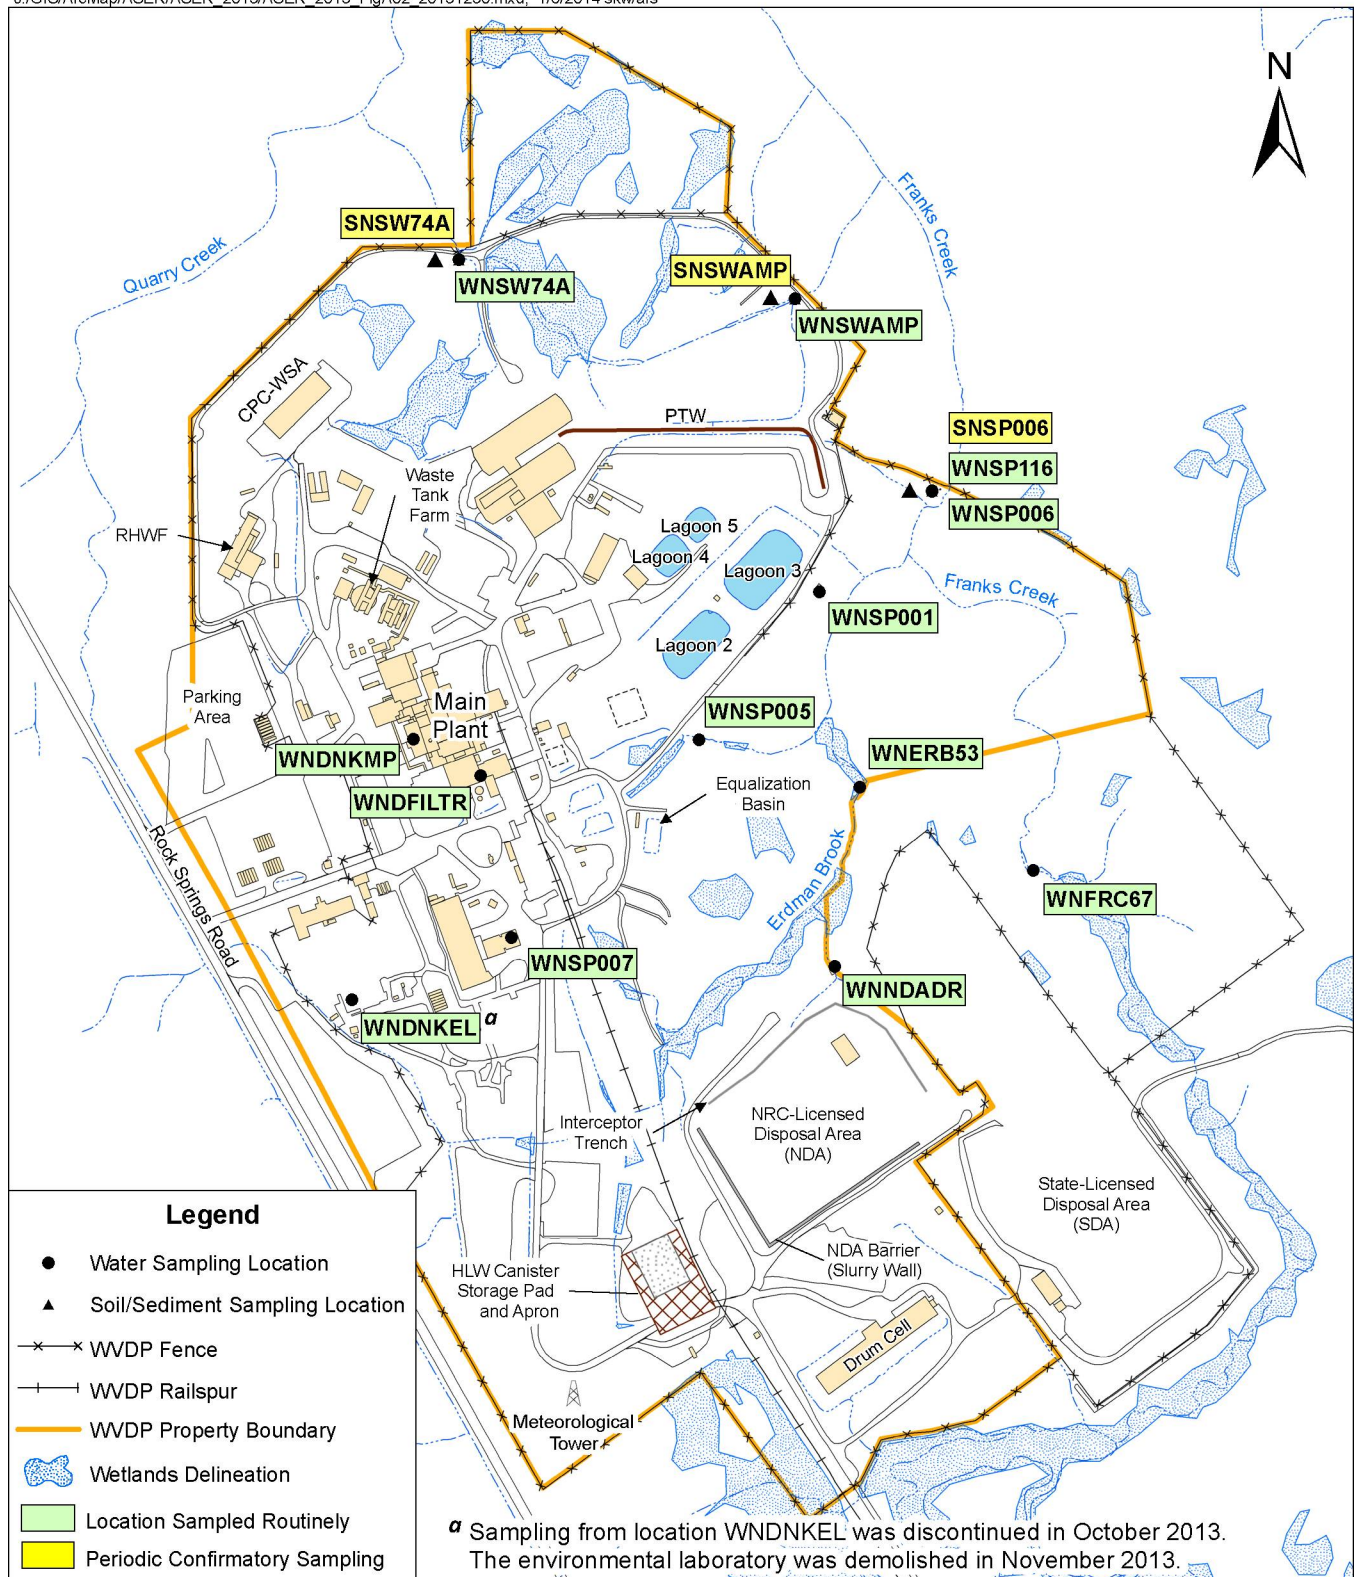 N
Franks Creek
SNSW74A
Quarry Creek
WNSW74A
SNSWAMP
WNSWAMP
CPC-WSA
PTW
SNSP006
WNSP116
WNSP006
Waste
Tank
Farm
RHWF
Lagoon 5
Lagoon 4
Lagoon 3
Franks Creek
WNSP001
Lagoon 2
Parking
Area
Main
Plant
WNSP005
WNDNKMP
WNERB53
WNDFILTR
Equalization
Basin
Rock Springs Road
Erdman Brook
WNFRC67
WNSP007
WNNDADR
WNDNKEL a
Interceptor
Trench
NRC-Licensed
Disposal Area
(NDA)
State-Licensed
Disposal Area
(SDA)
NDA Barrier
(Slurry Wall)
HLW Canister
Storage Pad
and Apron
Drum Cell
Meteorological
Tower
Legend
Water Sampling Location
Soil/Sediment Sampling Location
WVDP Fence
WVDP Railspur
WVDP Property Boundary
Wetlands Delineation
Location Sampled Routinely
Periodic Confirmatory Sampling
a Sampling from location WNDNKEL was discontinued in October 2013.
The environmental laboratory was demolished in November 2013.